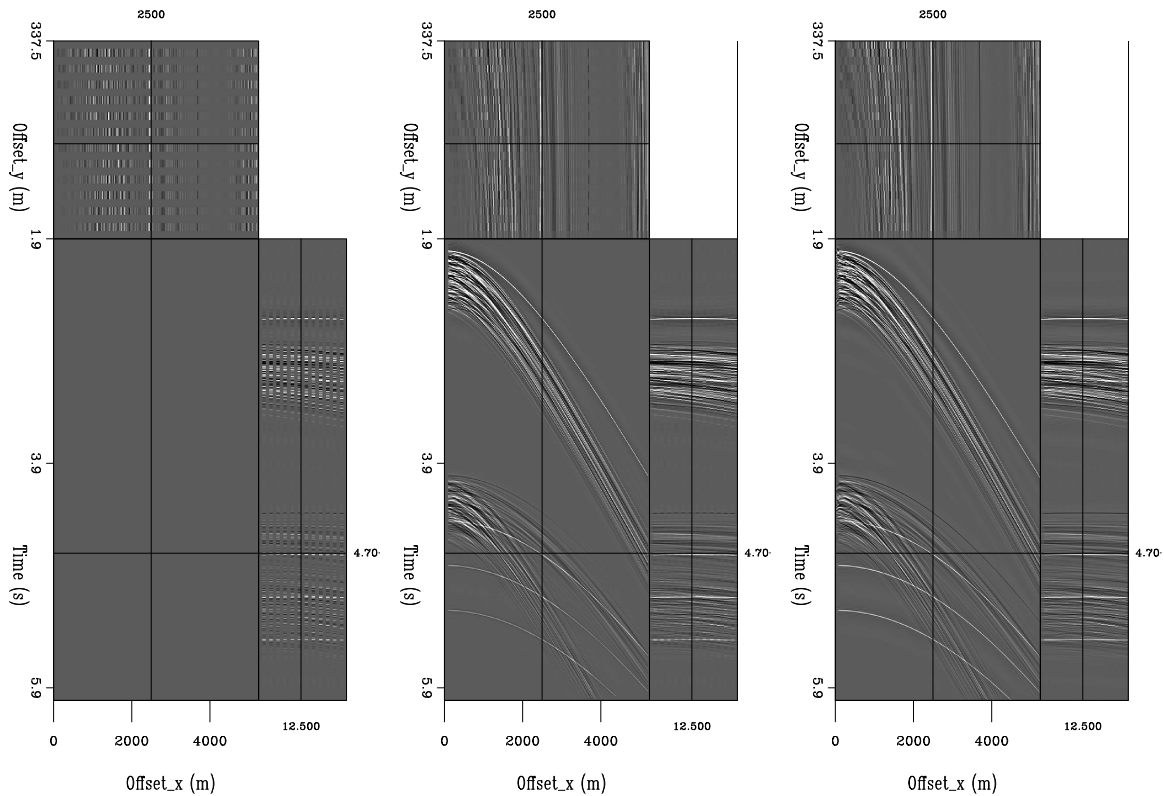 2500
2500
2500
337.5
337.5
337.5
Offset_y (m)
Offset_y (m)
Offset_y (m)
1.9
1.9
1.9
3.9
3.9
3.9
Time (s)
Time (s)
Time (s)
4.70
4.70
4.70
5.9
5.9
5.9
12.500
12.500
12.500
0 2000 4000
0 2000 4000
0 2000 4000
Offset_x (m)
Offset_x (m)
Offset_x (m)